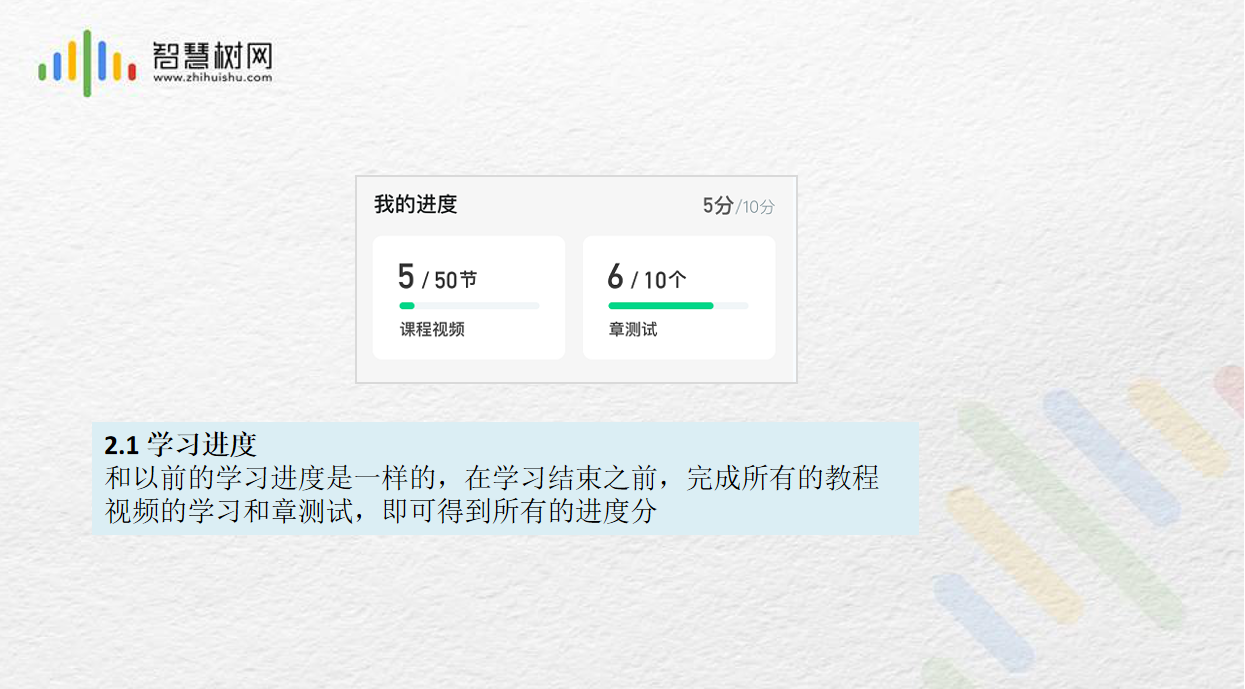 智慧树网
www.zhihuishu.com
我的进度 5分/10分
5 / 50节 6 / 10个
课程视频 章测试
2.1 学习进度
和以前的学习进度是一样的，在学习结束之前，完成所有的教程
视频的学习和章测试，即可得到所有的进度分